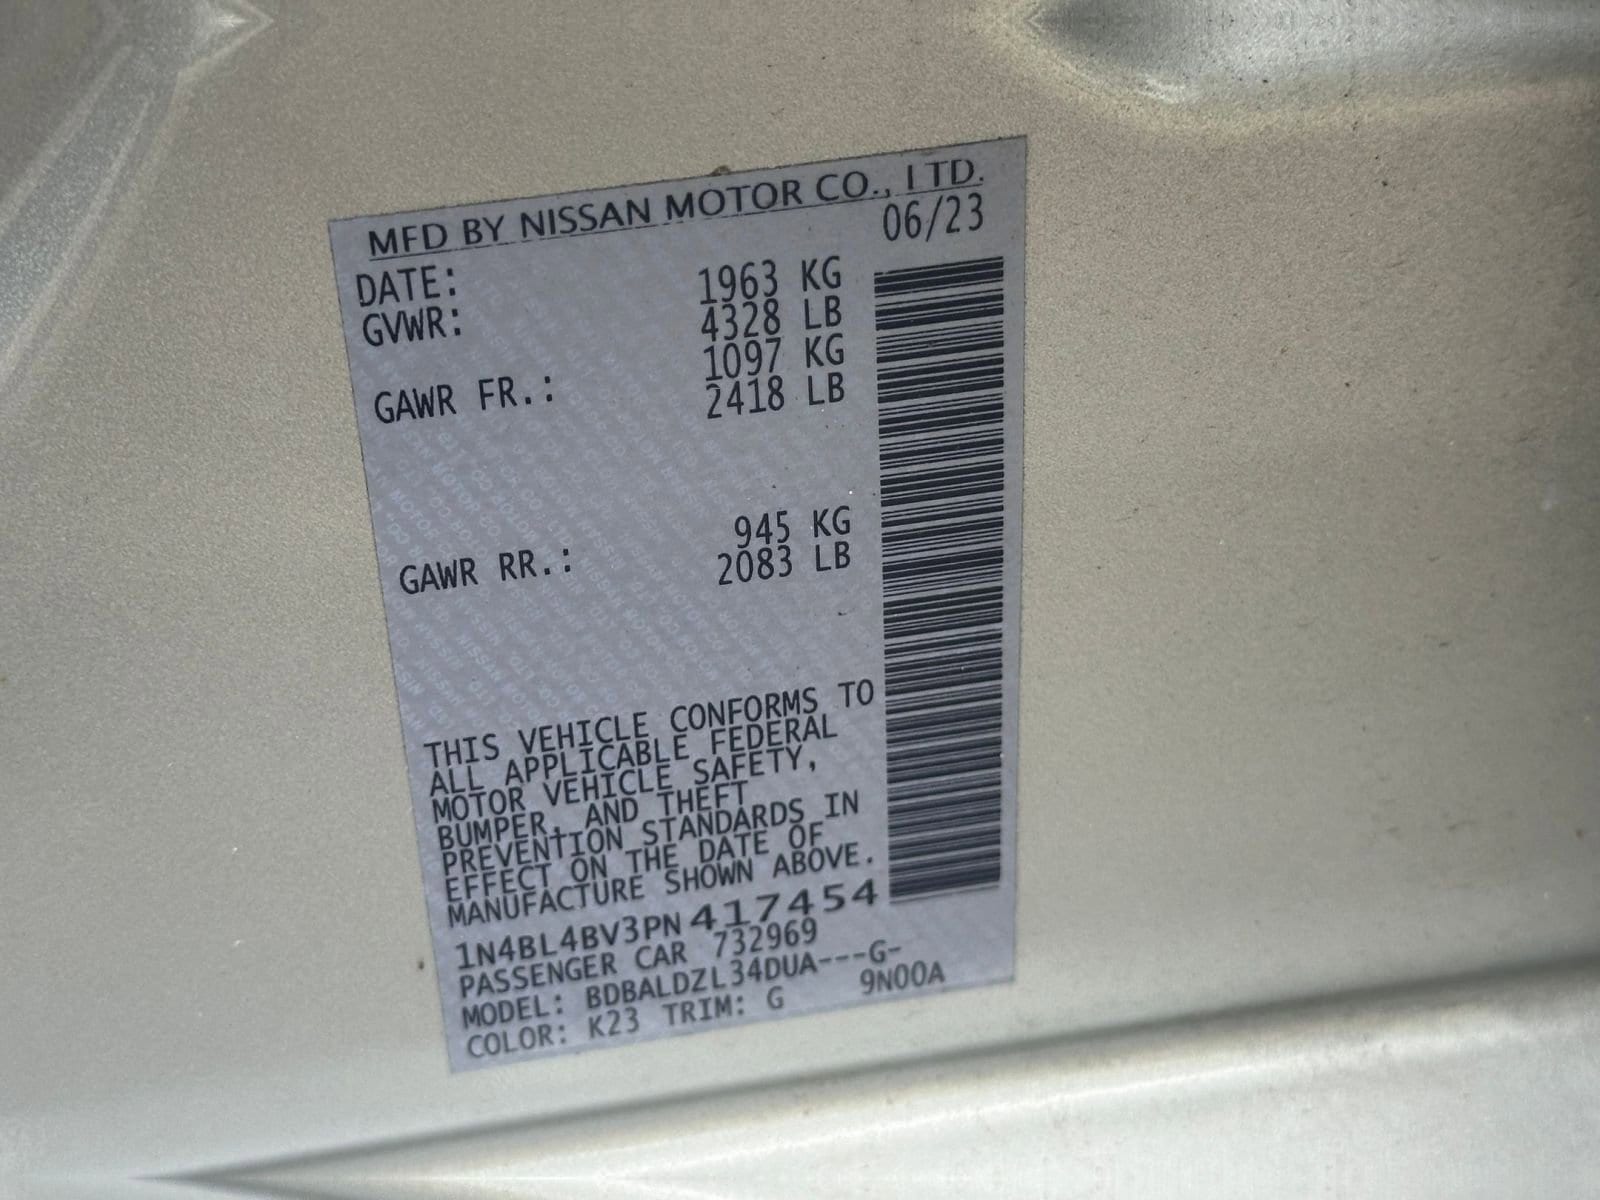 MFD BY NISSAN MOTOR CO., LTD.
DATE: 06/23
GVWR: 1963 KG
4328 LB
GAWR FR.: 1097 KG
2418 LB
GAWR RR.: 945 KG
2083 LB
THIS VEHICLE CONFORMS TO
ALL APPLICABLE FEDERAL
MOTOR VEHICLE SAFETY,
BUMPER, AND THEFT
PREVENTION STANDARDS IN
EFFECT ON THE DATE OF
MANUFACTURE SHOWN ABOVE.
1N4BL4BV3PN417454
PASSENGER CAR 732969
MODEL: BDBALDZL34DUA---G-
COLOR: K23 TRIM: G 9N00A